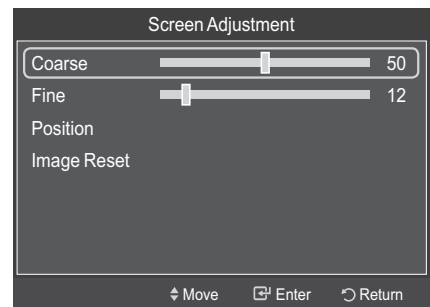 Screen Adjustment
Coarse 50
Fine 12
Position
Image Reset
Move Enter Return